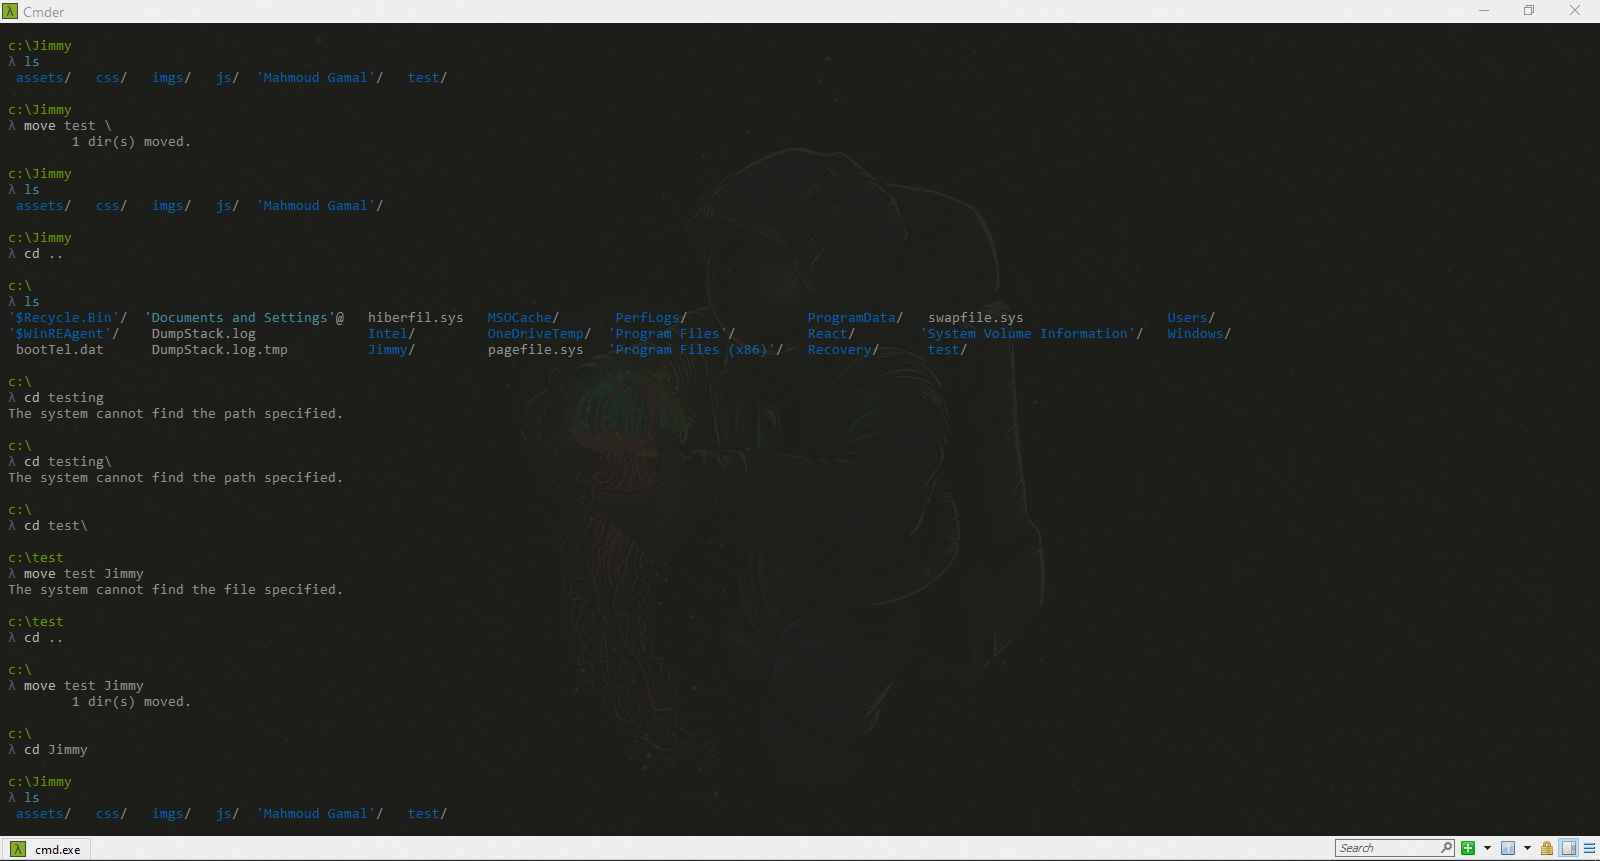 Cmder
c:\Jimmy
λ ls
assets/ css/ imgs/ js/ 'Mahmoud Gamal'/ test/
c:\Jimmy
λ move test \
1 dir(s) moved.
c:\Jimmy
λ ls
assets/ css/ imgs/ js/ 'Mahmoud Gamal'/
c:\Jimmy
λ cd ..
c:\
λ ls
'$Recycle.Bin'/ 'Documents and Settings'@ hiberfil.sys MSOCache/ PerfLogs/ ProgramData/ swapfile.sys Users/
'$WinREAgent'/ DumpStack.log Intel/ OneDriveTemp/ 'Program Files'/ React/ 'System Volume Information'/ Windows/
bootTel.dat DumpStack.log.tmp Jimmy/ pagefile.sys 'Program Files (x86)'/ Recovery/ test/
c:\
λ cd testing
The system cannot find the path specified.
c:\
λ cd testing\
The system cannot find the path specified.
c:\
λ cd test\
c:\test
λ move test Jimmy
The system cannot find the file specified.
c:\test
λ cd ..
c:\
λ move test Jimmy
1 dir(s) moved.
c:\
λ cd Jimmy
c:\Jimmy
λ ls
assets/ css/ imgs/ js/ 'Mahmoud Gamal'/ test/
λ cmd.exe
Search